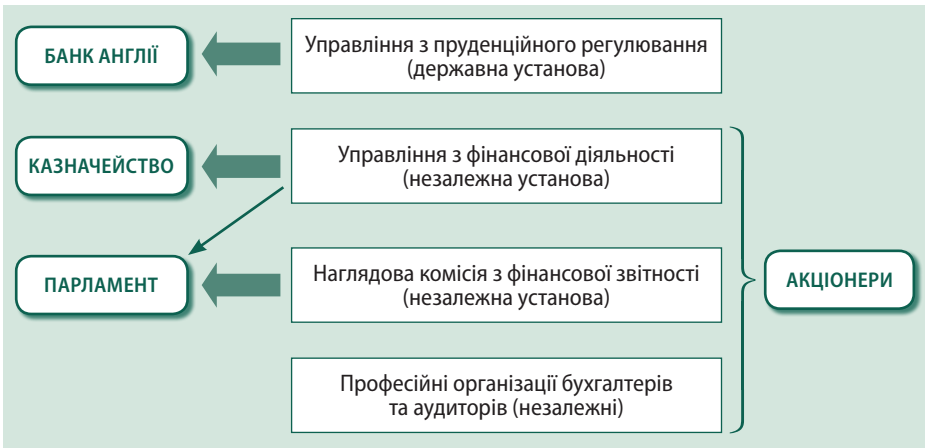 БАНК АНГЛІЇ
Управління з пруденційного регулювання
(державна установа)
КАЗНАЧЕЙСТВО
Управління з фінансової діяльності
(незалежна установа)
ПАРЛАМЕНТ
Наглядова комісія з фінансової звітності
(незалежна установа)
АКЦІОНЕРИ
Професійні організації бухгалтерів
та аудиторів (незалежні)